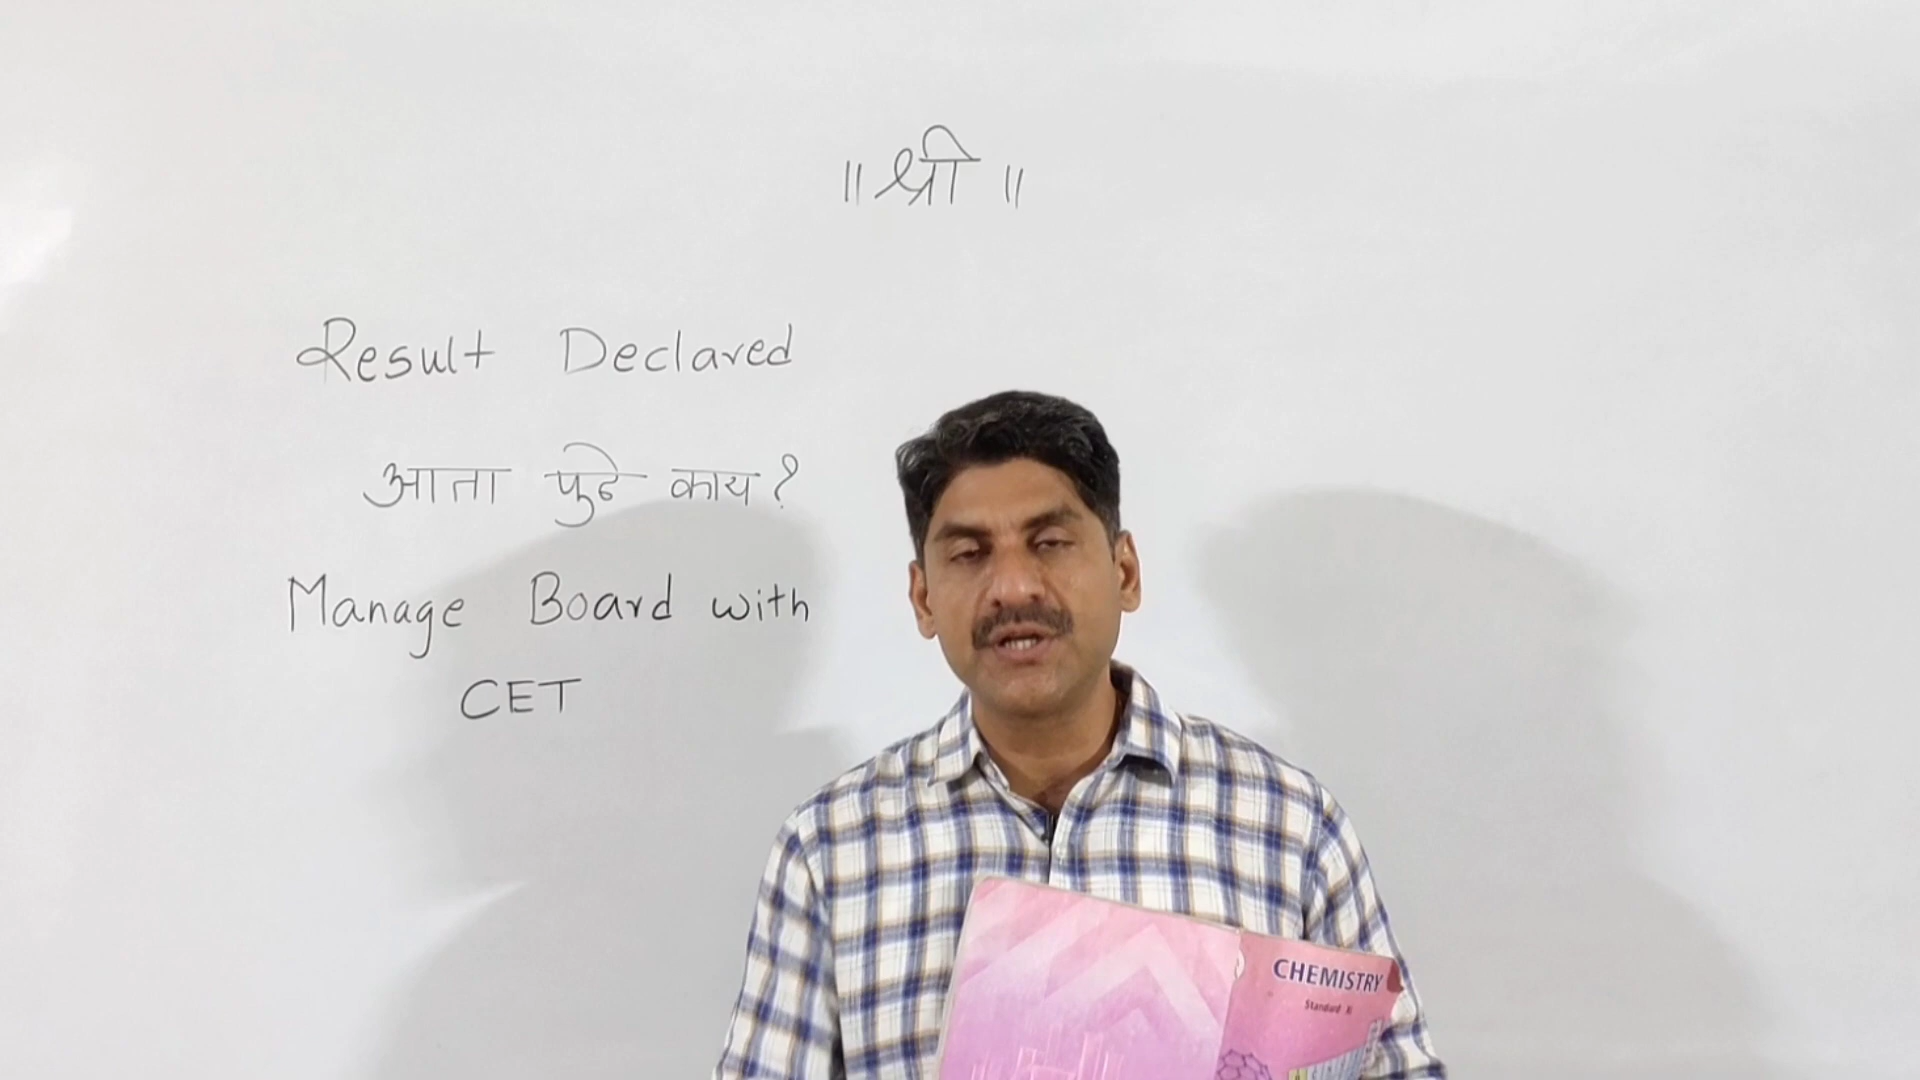 ॥ श्री ॥
Result Declared
आता पुढे काय?
Manage Board with
CET
CHEMISTRY
Standard XI